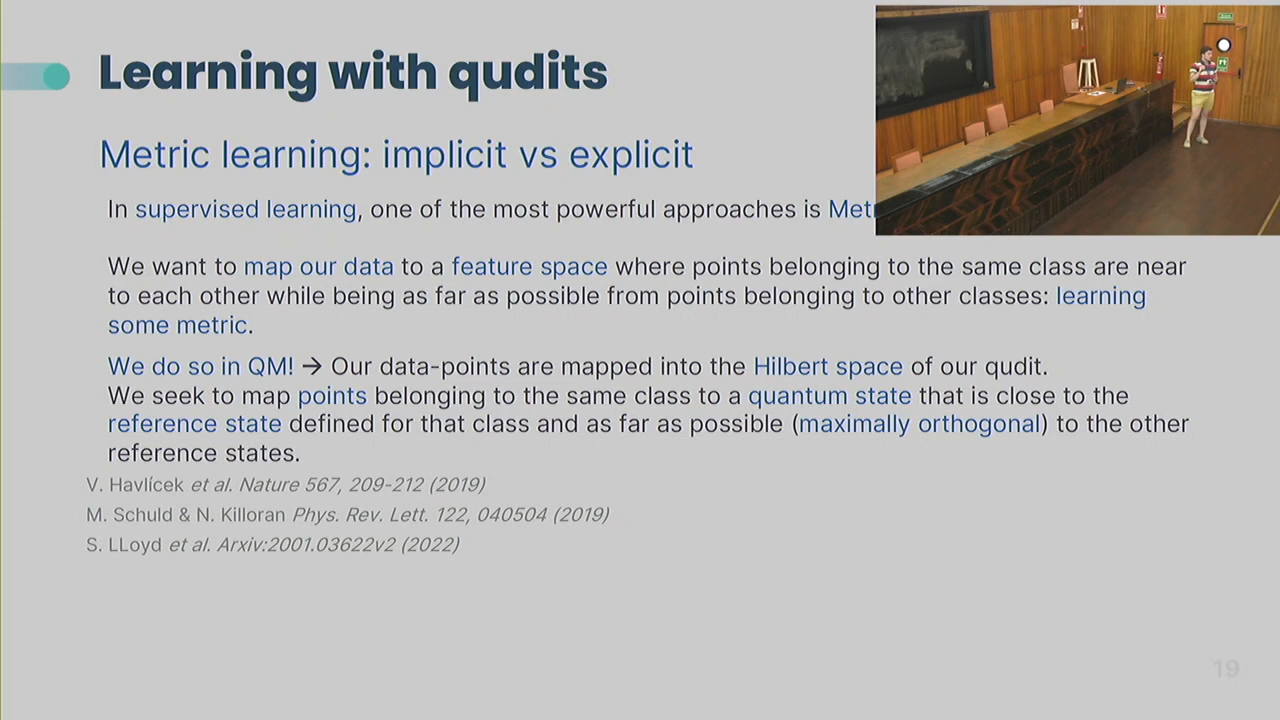 Learning with qudits
Metric learning: implicit vs explicit
In supervised learning, one of the most powerful approaches is
We want to map our data to a feature space where points belonging to the same class are near
to each other while being as far as possible from points belonging to other classes: learning
some metric.
We do so in QM! → Our data-points are mapped into the Hilbert space of our qudit.
We seek to map points belonging to the same class to a quantum state that is close to the
reference state defined for that class and as far as possible (maximally orthogonal) to the other
reference states.
V. Havlícek et al. Nature 567, 209-212 (2019)
M. Schuld & N. Killoran Phys. Rev. Lett. 122, 040504 (2019)
S. LLoyd et al. Arxiv:2001.03622v2 (2022)
19